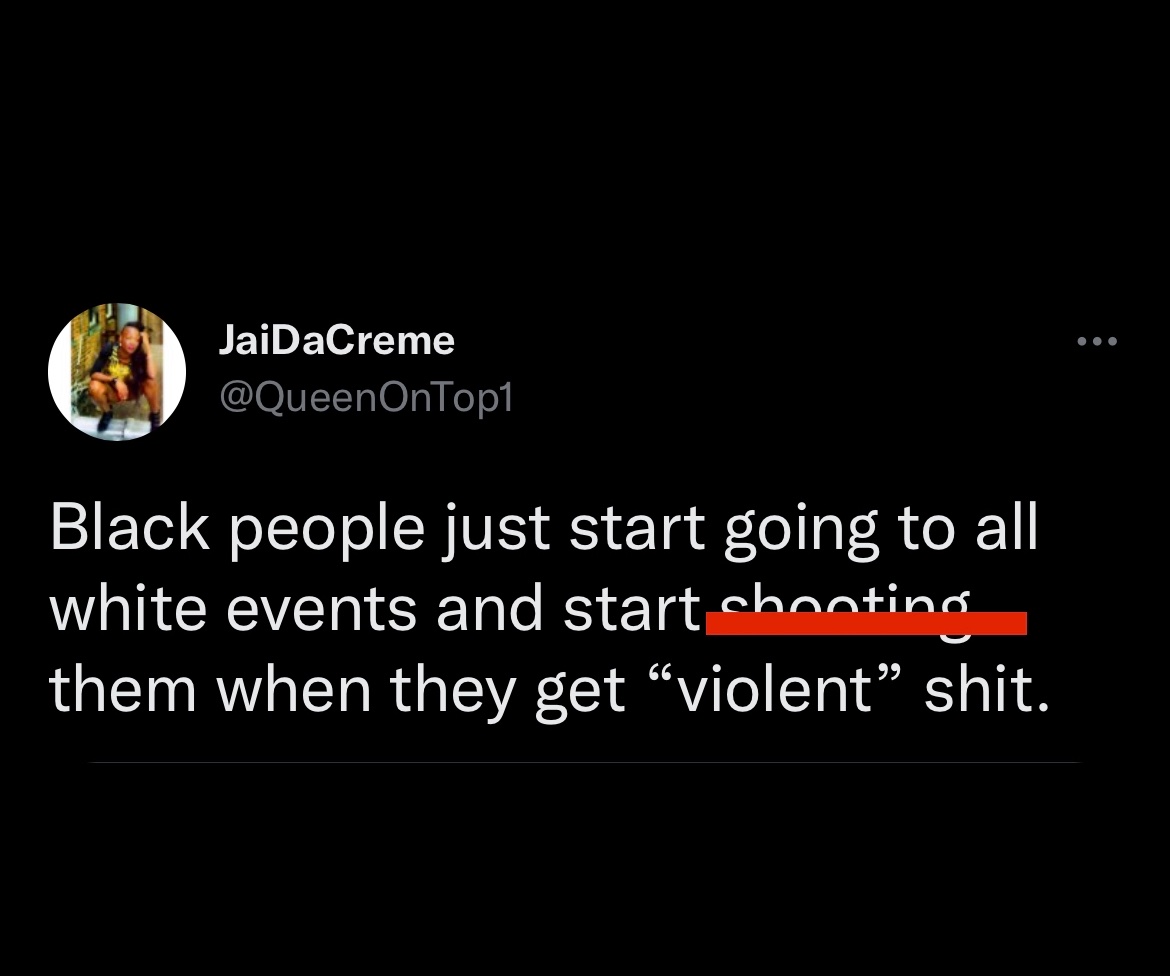 JaiDaCreme
@QueenOnTop1
Black people just start going to all
white events and start shooting
them when they get “violent” shit.